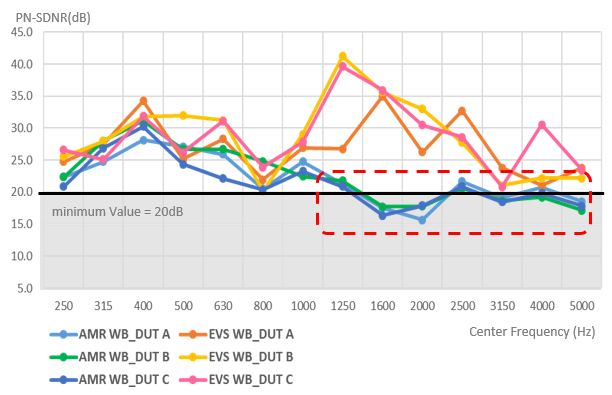 PN-SDNR(dB)
45.0
40.0
35.0
30.0
25.0
20.0
15.0
10.0
5.0
minimum Value = 20dB
250 315 400 500 630 800 1000 1250 1600 2000 2500 3150 4000 5000
Center Frequency (Hz)
AMR WB_DUT A EVS WB_DUT A
AMR WB_DUT B EVS WB_DUT B
AMR WB_DUT C EVS WB_DUT C